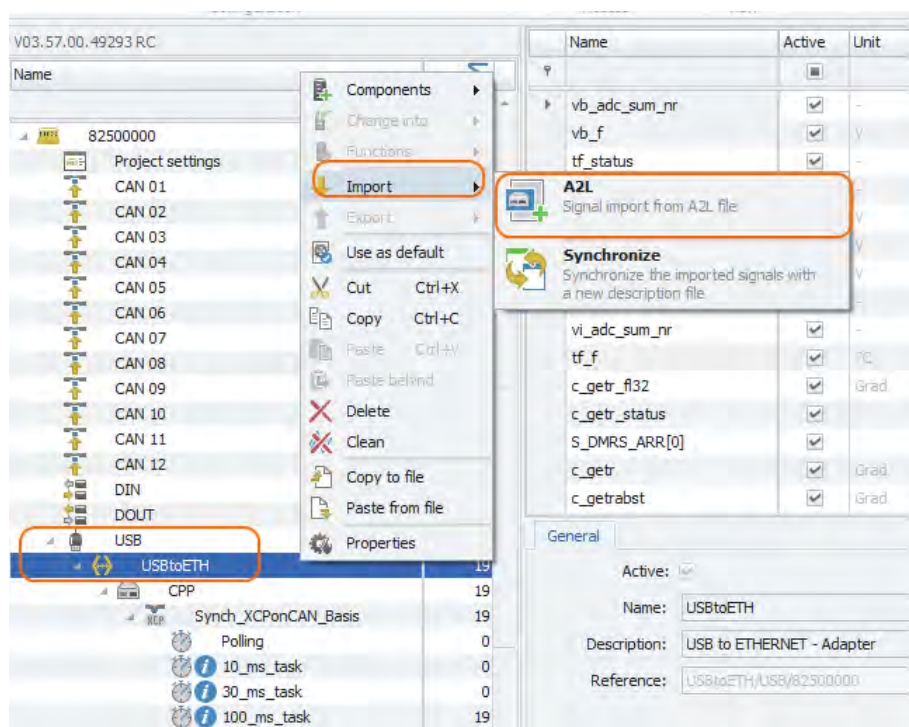 V03.57.00.49293 RC
Name
82500000
Project settings
CAN 01
CAN 02
CAN 03
CAN 04
CAN 05
CAN 06
CAN 07
CAN 08
CAN 09
CAN 10
CAN 11
CAN 12
DIN
DOUT
USB
USBtoETH 19
CPP 19
XCP Synch_XCPonCAN_Basis 19
Polling 0
10_ms_task 0
30_ms_task 0
100_ms_task 19
Components
Change into
Functions
Import
Export
Use as default
Cut Ctrl+X
Copy Ctrl+C
Paste Ctrl+V
Paste behind
Delete
Clean
Copy to file
Paste from file
Properties
A2L
Signal import from A2L file
Synchronize
Synchronize the imported signals with
a new description file
Name Active Unit
vb_adc_sum_nr -
vb_f V
tf_status -
-
V
V
V
vi_adc_sum_nr -
tf_f
c_getr_fl32 Grad
c_getr_status
S_DMRS_ARR[0]
c_getr Grad
c_getrabst Grad
General
Active:
Name: USBtoETH
Description: USB to ETHERNET - Adapter
Reference: USBtoETH/USB/82500000